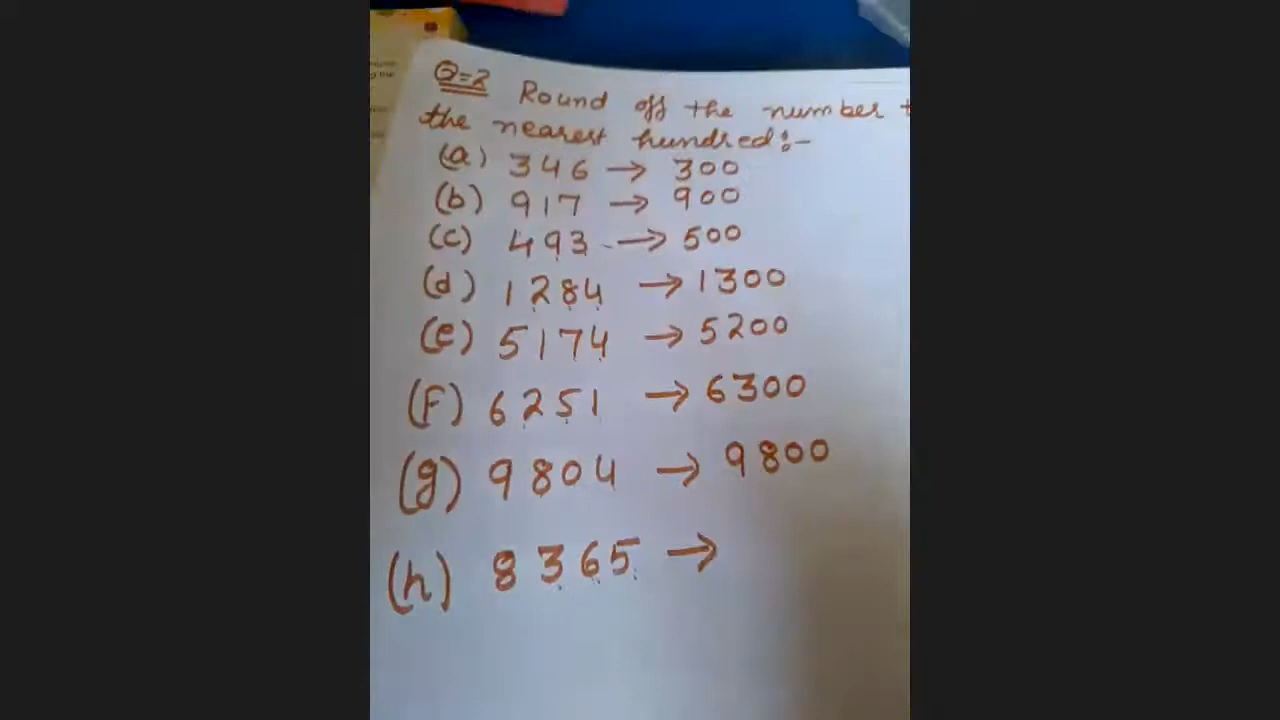 Q=2 Round off the number t
the nearest hundred:-
(a) 346 → 300
(b) 917 → 900
(c) 493 → 500
(d) 1284 → 1300
(e) 5174 → 5200
(F) 6251 → 6300
(g) 9804 → 9800
(h) 8365 →